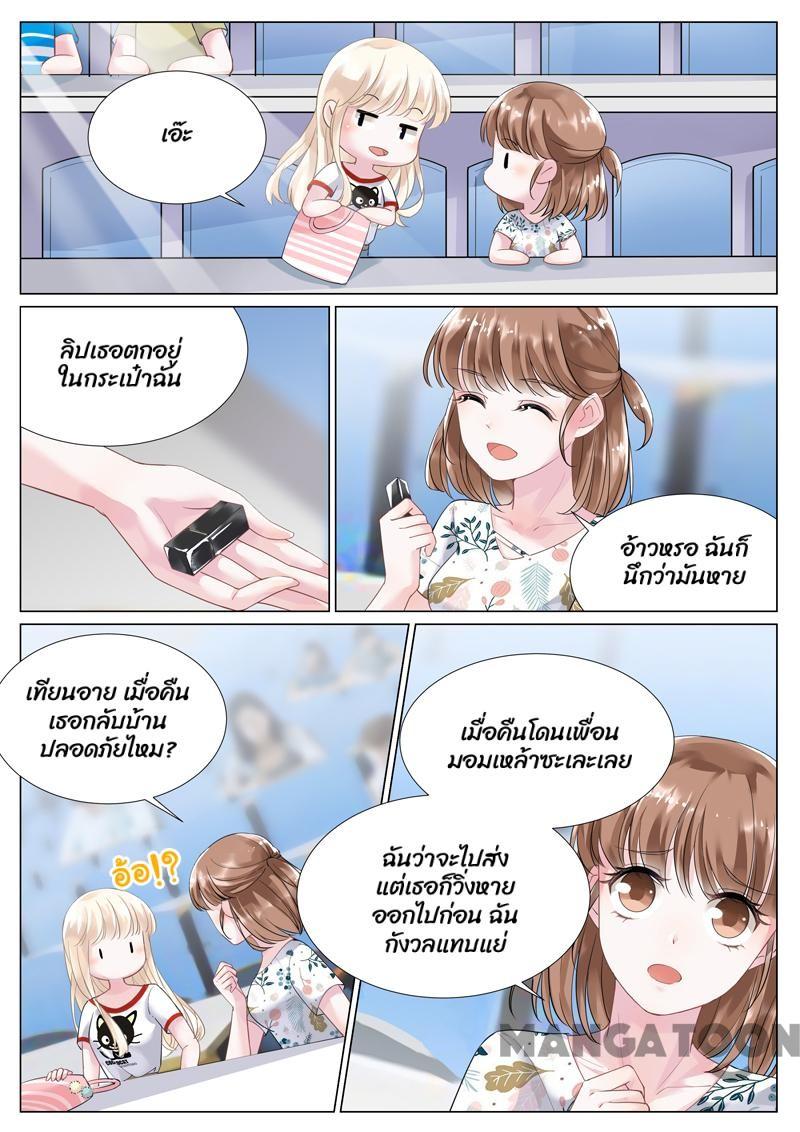 เอ๊ะ
ลิปเธอตกอยู่
ในกระเป๋าฉัน
อ้าวหรอ ฉันก็
นึกว่ามันหาย
เทียนอาย เมื่อคืน
เธอกลับบ้าน
ปลอดภัยไหม?
อ้อ!?
เมื่อคืนโดนเพื่อน
มอมเหล้าซะเละเลย
ฉันว่าจะไปส่ง
แต่เธอก็วิ่งหาย
ออกไปก่อน ฉัน
กังวลแทบแย่
MANGATOON